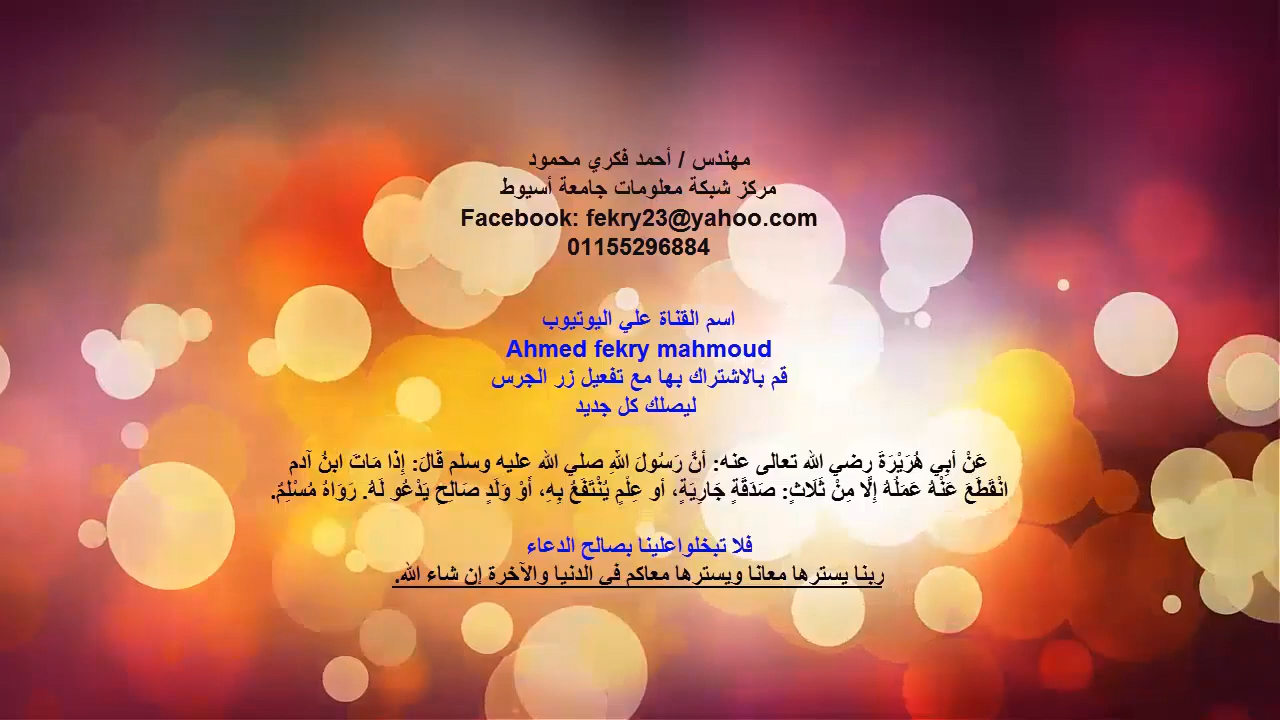 مهندس / أحمد فكري محمود
مركز شبكة معلومات جامعة أسيوط
Facebook: fekry23@yahoo.com
01155296884
اسم القناة علي اليوتيوب
Ahmed fekry mahmoud
قم بالاشتراك بها مع تفعيل زر الجرس
ليصلك كل جديد
عَنْ أَبِي هُرَيْرَةَ رضي الله تعالى عنه: أنَّ رَسُولَ اللهِ صلي الله عليه وسلم قَالَ: إِذَا مَاتَ ابنُ آدم
انْقَطَعَ عَنْهُ عَمَلُهُ إِلَّا مِنْ ثَلَاثٍ: صَدَقَةٍ جَارِيَةٍ، أو عِلْمٍ يُنْتَفَعُ بِهِ، أَوْ وَلَدٍ صَالِحٍ يَدْعُو لَهُ. رَوَاهُ مُسْلِمٌ.
فلا تبخلواعلينا بصالح الدعاء
ربنا يسترها معانا ويسترها معاكم في الدنيا والآخرة إن شاء الله.